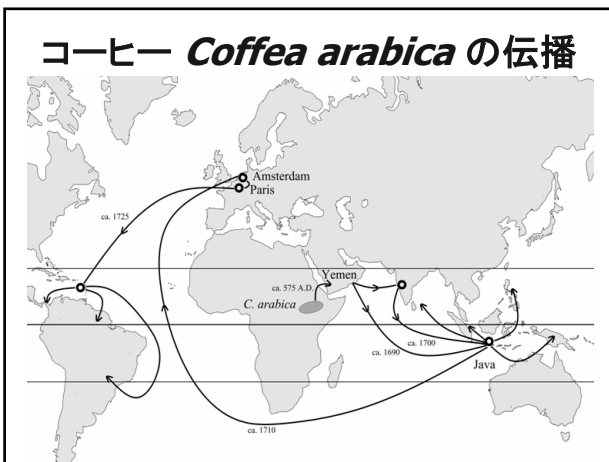 コーヒー Coffea arabica の伝播
Amsterdam
Paris
ca. 1725
Yemen
ca. 575 A.D.
C. arabica
ca. 1700
ca. 1690
Java
ca. 1710